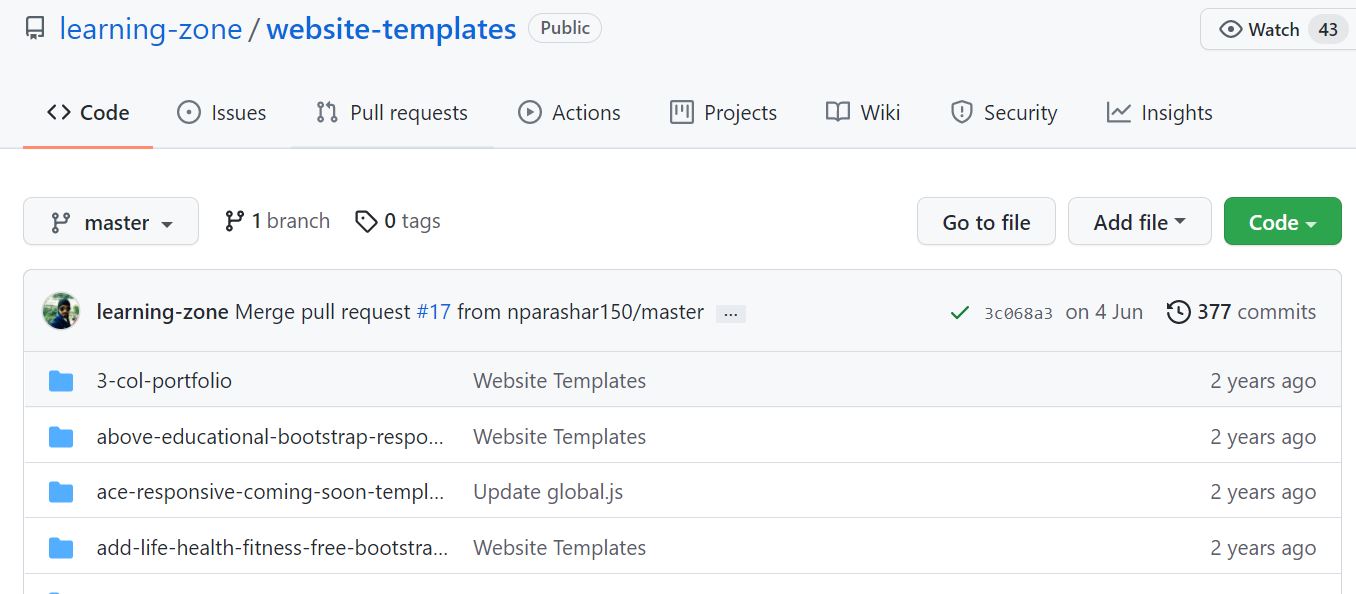 learning-zone / website-templates Public Watch 43
Code Issues Pull requests Actions Projects Wiki Security Insights
master 1 branch 0 tags Go to file Add file Code
learning-zone Merge pull request #17 from nparashar150/master ... 3c068a3 on 4 Jun 377 commits
3-col-portfolio Website Templates 2 years ago
above-educational-bootstrap-respo... Website Templates 2 years ago
ace-responsive-coming-soon-templ... Update global.js 2 years ago
add-life-health-fitness-free-bootstra... Website Templates 2 years ago